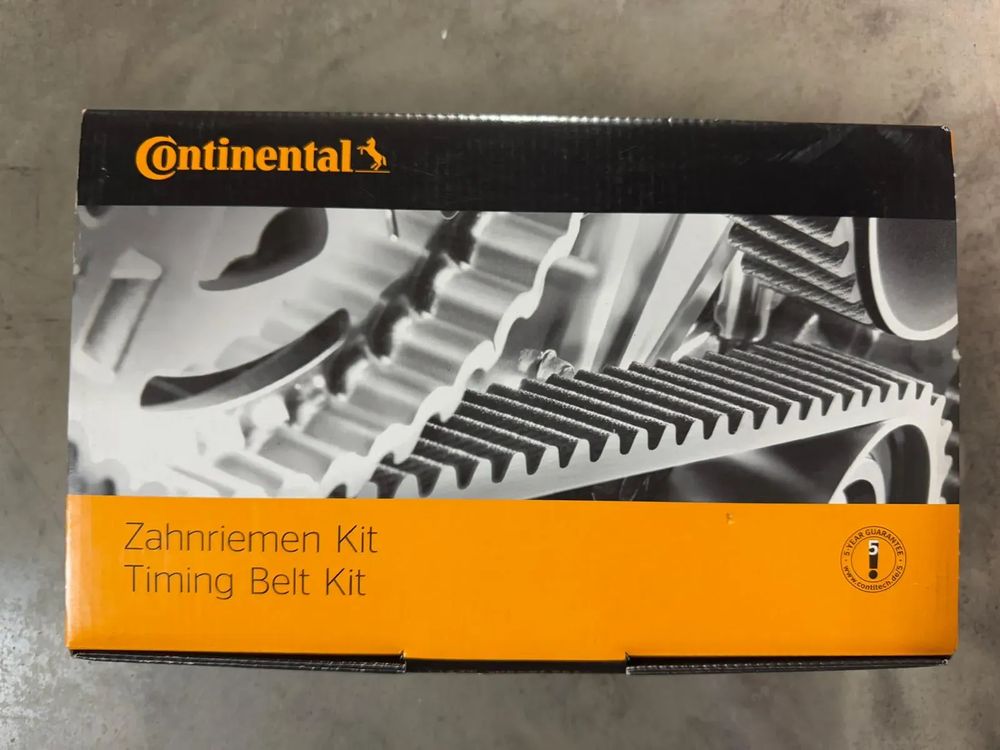 Continental
Zahnriemen Kit
Timing Belt Kit
5-YEAR GUARANTEE
5
www.contitech.de/5